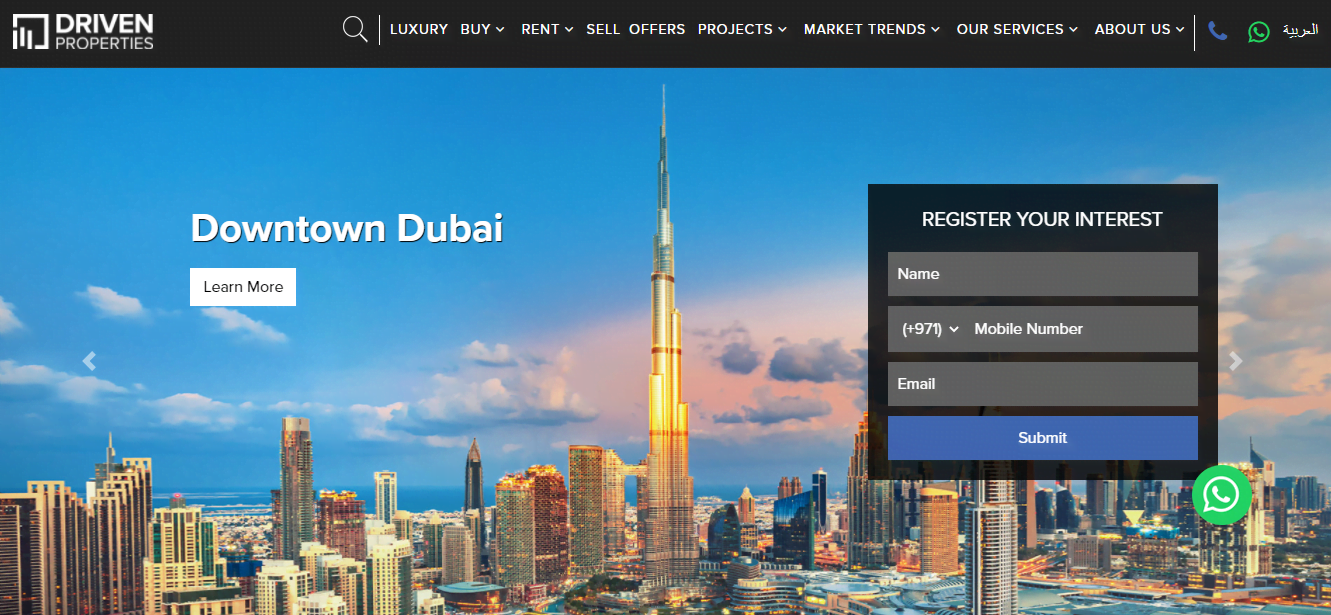 DRIVEN
PROPERTIES
LUXURY BUY RENT SELL OFFERS PROJECTS MARKET TRENDS OUR SERVICES ABOUT US العربية
Downtown Dubai
Learn More
REGISTER YOUR INTEREST
Name
(+971) Mobile Number
Email
Submit